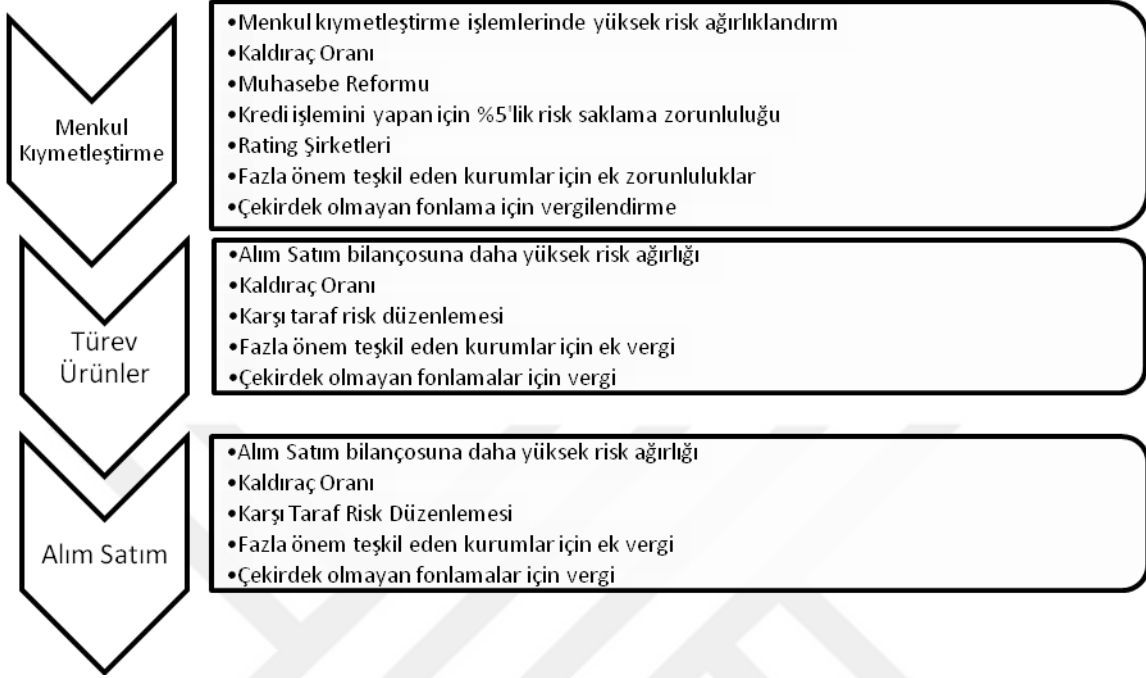 Menkul
Kıymetleştirme
•Menkul kıymetleştirme işlemlerinde yüksek risk ağırlıklandırm
•Kaldıraç Oranı
•Muhasebe Reformu
•Kredi işlemini yapan için %5'lik risk saklama zorunluluğu
•Rating Şirketleri
•Fazla önem teşkil eden kurumlar için ek zorunluluklar
•Çekirdek olmayan fonlama için vergilendirme
Türev
Ürünler
•Alım Satım bilançosuna daha yüksek risk ağırlığı
•Kaldıraç Oranı
•Karşı taraf risk düzenlemesi
•Fazla önem teşkil eden kurumlar için ek vergi
•Çekirdek olmayan fonlamalar için vergi
Alım Satım
•Alım Satım bilançosuna daha yüksek risk ağırlığı
•Kaldıraç Oranı
•Karşı Taraf Risk Düzenlemesi
•Fazla önem teşkil eden kurumlar için ek vergi
•Çekirdek olmayan fonlamalar için vergi